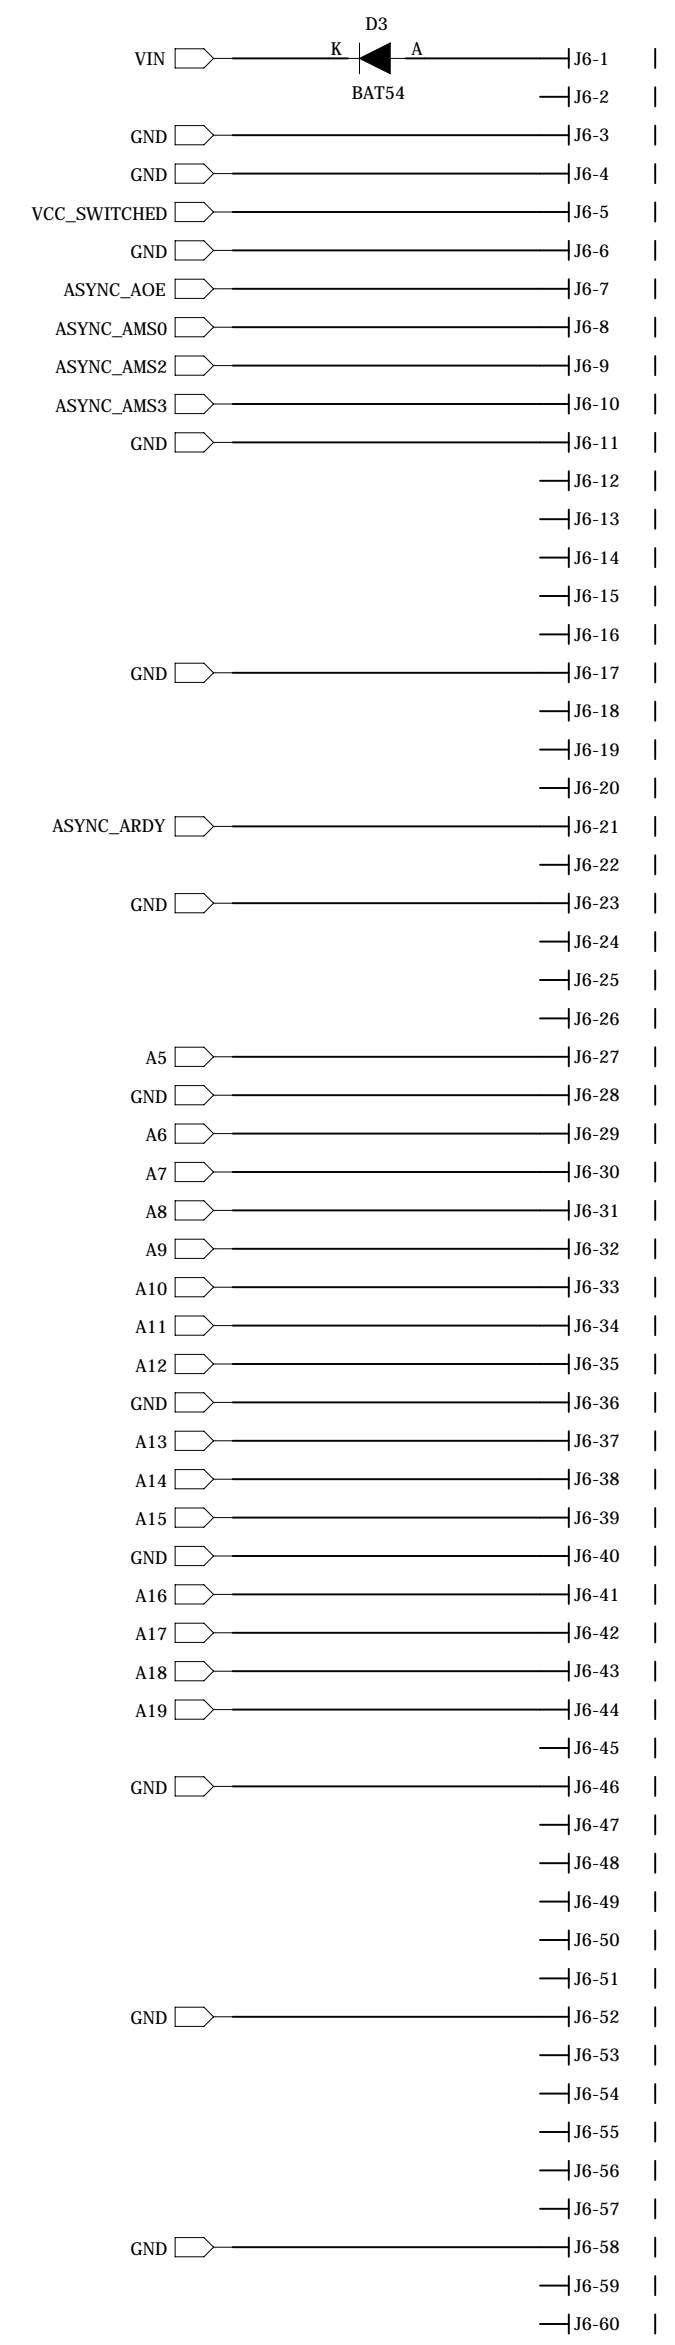 D3
VIN K A J6-1
BAT54 J6-2
GND J6-3
GND J6-4
VCC_SWITCHED J6-5
GND J6-6
ASYNC_AOE J6-7
ASYNC_AMS0 J6-8
ASYNC_AMS2 J6-9
ASYNC_AMS3 J6-10
GND J6-11
J6-12
J6-13
J6-14
J6-15
J6-16
GND J6-17
J6-18
J6-19
J6-20
ASYNC_ARDY J6-21
J6-22
GND J6-23
J6-24
J6-25
J6-26
A5 J6-27
GND J6-28
A6 J6-29
A7 J6-30
A8 J6-31
A9 J6-32
A10 J6-33
A11 J6-34
A12 J6-35
GND J6-36
A13 J6-37
A14 J6-38
A15 J6-39
GND J6-40
A16 J6-41
A17 J6-42
A18 J6-43
A19 J6-44
J6-45
GND J6-46
J6-47
J6-48
J6-49
J6-50
J6-51
GND J6-52
J6-53
J6-54
J6-55
J6-56
J6-57
GND J6-58
J6-59
J6-60